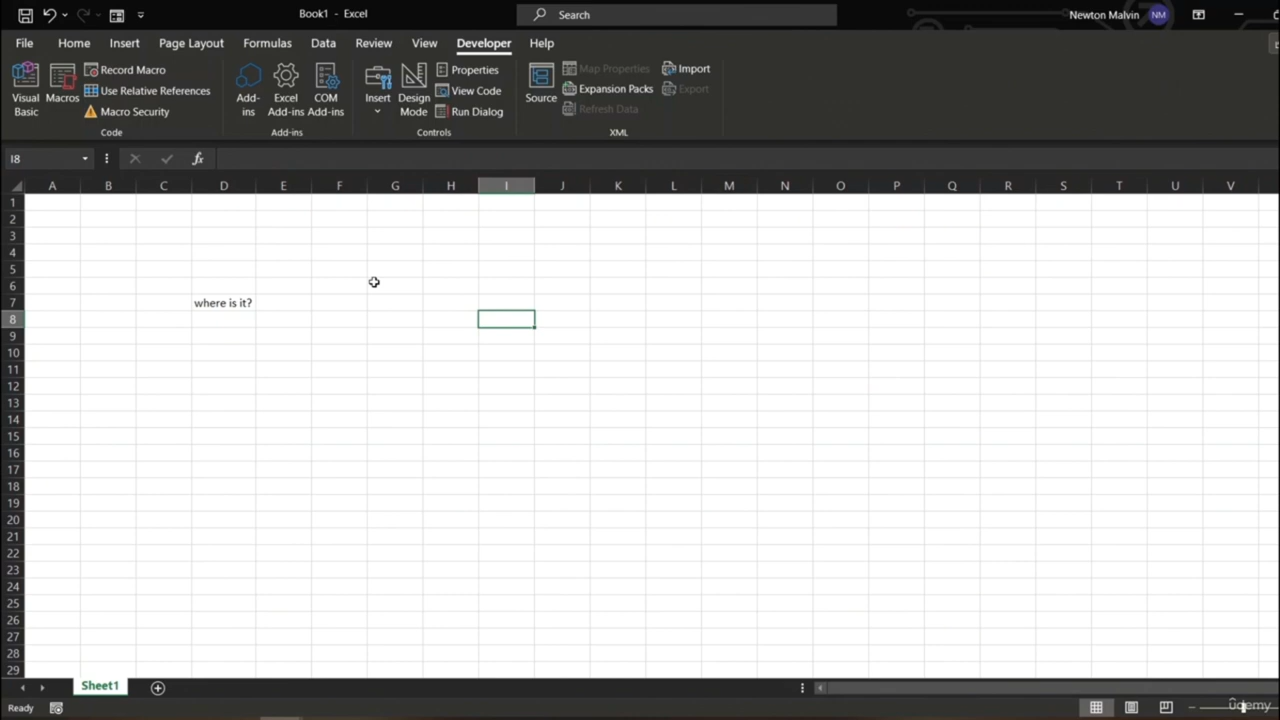 Book1 - Excel
Search
Newton Malvin NM
File Home Insert Page Layout Formulas Data Review View Developer Help
Visual Basic
Macros
Record Macro
Use Relative References
Macro Security
Code
Add-ins
Excel Add-ins
COM Add-ins
Add-ins
Insert
Design Mode
Properties
View Code
Run Dialog
Controls
Source
Map Properties
Expansion Packs
Refresh Data
Import
Export
XML
I8 fx
A B C D E F G H I J K L M N O P Q R S T U V
1
2
3
4
5
6
7 where is it?
8
9
10
11
12
13
14
15
16
17
18
19
20
21
22
23
24
25
26
27
28
29
Sheet1
Ready
ûdemy